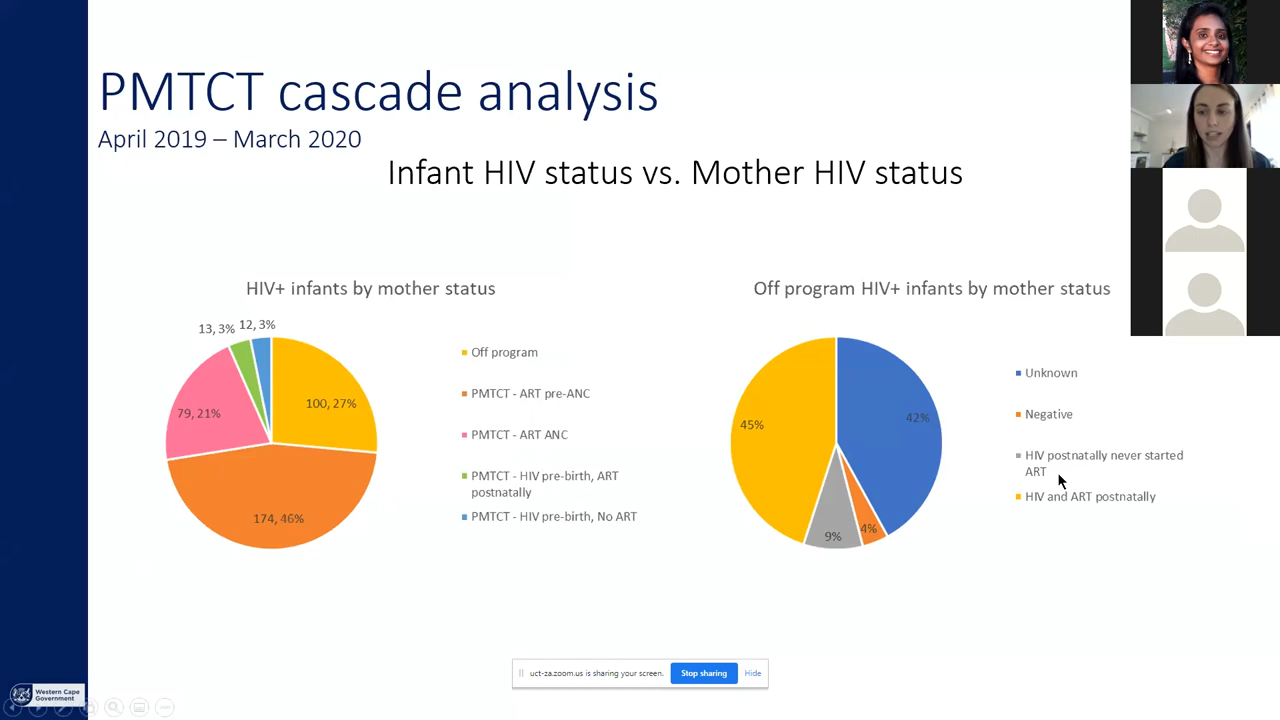 PMTCT cascade analysis
April 2019 – March 2020
Infant HIV status vs. Mother HIV status
HIV+ infants by mother status
13, 3%
12, 3%
100, 27%
79, 21%
174, 46%
Off program
PMTCT - ART pre-ANC
PMTCT - ART ANC
PMTCT - HIV pre-birth, ART
postnatally
PMTCT - HIV pre-birth, No ART
Off program HIV+ infants by mother status
45%
42%
9%
4%
Unknown
Negative
HIV postnatally never started
ART
HIV and ART postnatally
uct-za.zoom.us is sharing your screen.
Stop sharing
Hide
Western Cape
Government